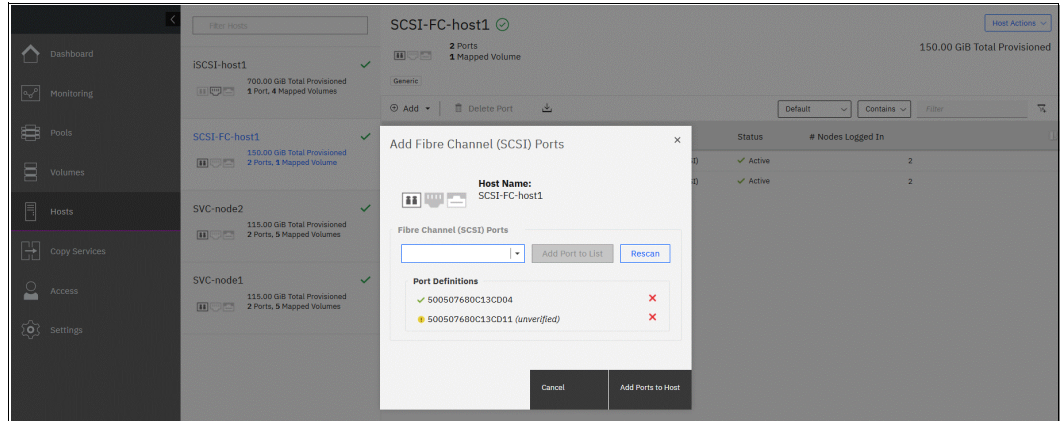 Dashboard
Monitoring
Pools
Volumes
Hosts
Copy Services
Access
Settings
Filter Hosts
iSCSI-host1
700.00 GiB Total Provisioned
1 Port, 4 Mapped Volumes
SCSI-FC-host1
150.00 GiB Total Provisioned
2 Ports, 1 Mapped Volume
SVC-node2
115.00 GiB Total Provisioned
2 Ports, 5 Mapped Volumes
SVC-node1
115.00 GiB Total Provisioned
2 Ports, 5 Mapped Volumes
SCSI-FC-host1
Host Actions
2 Ports
1 Mapped Volume
150.00 GiB Total Provisioned
Generic
Add
Delete Port
Default
Contains
Filter
Status
# Nodes Logged In
SI)
Active
2
SI)
Active
2
Add Fibre Channel (SCSI) Ports
Host Name:
SCSI-FC-host1
Fibre Channel (SCSI) Ports
Add Port to List
Rescan
Port Definitions
500507680C13CD04
500507680C13CD11 (unverified)
Cancel
Add Ports to Host